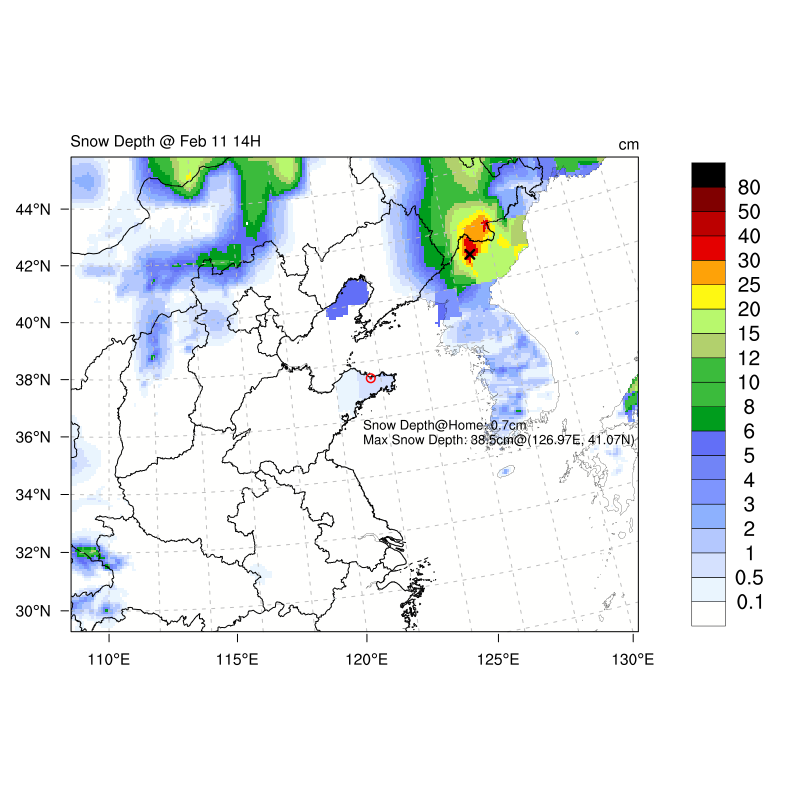 Snow Depth @ Feb 11 14H
cm
44°N
42°N
40°N
38°N
36°N
34°N
32°N
30°N
110°E
115°E
120°E
125°E
130°E
Snow Depth@Home: 0.7cm
Max Snow Depth: 38.5cm@(126.97E, 41.07N)
80
50
40
30
25
20
15
12
10
8
6
5
4
3
2
1
0.5
0.1